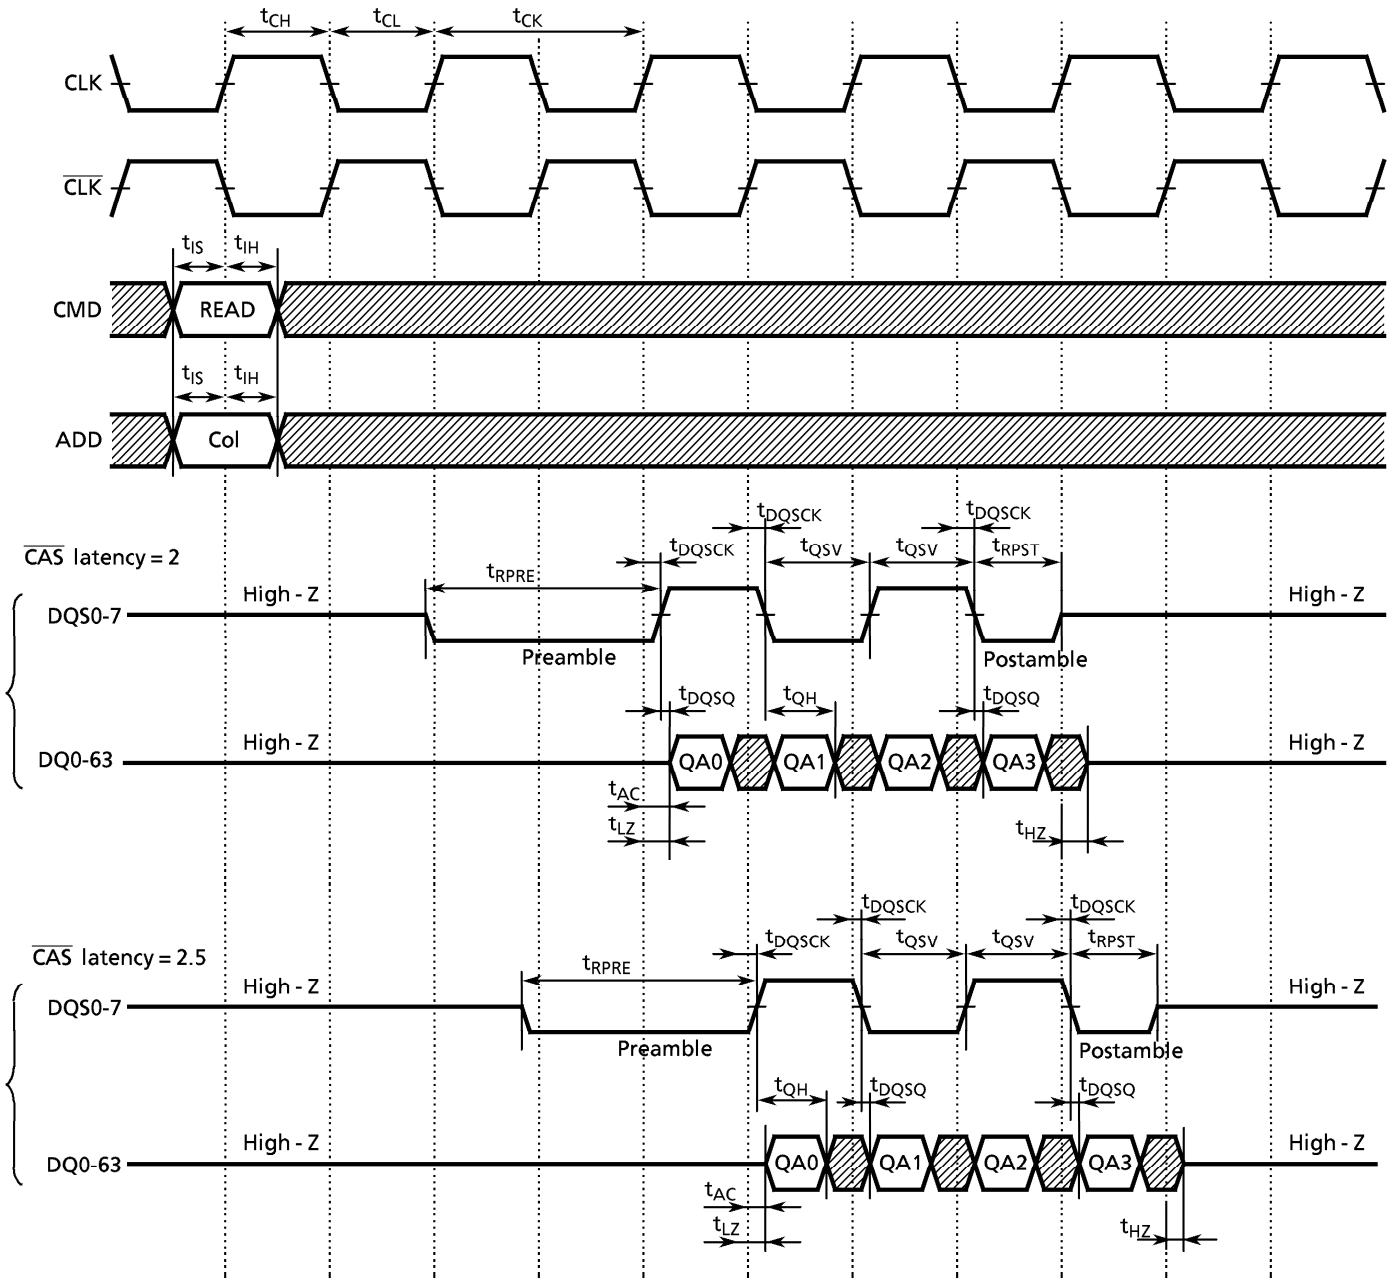 tCH tCL tCK
CLK
CLK
tIS tIH
CMD READ
tIS tIH
ADD Col
tDQSCK tDQSCK
CAS latency = 2
tDQSCK tQSV tQSV tRPST
tRPRE
High - Z High - Z
DQS0-7
Preamble Postamble
tDQSQ tQH tDQSQ
High - Z High - Z
DQ0-63 QA0 QA1 QA2 QA3
tAC
tLZ tHZ
tDQSCK tDQSCK
CAS latency = 2.5
tDQSCK tQSV tQSV tRPST
tRPRE
High - Z High - Z
DQS0-7
Preamble Postamble
tQH tDQSQ tDQSQ
High - Z High - Z
DQ0-63 QA0 QA1 QA2 QA3
tAC
tLZ tHZ